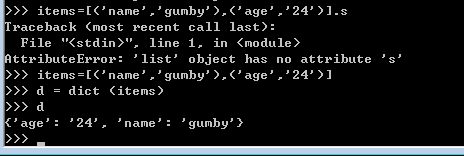 >>> items=[('name','gumby'),('age','24')].s
Traceback (most recent call last):
  File "<stdin>", line 1, in <module>
AttributeError: 'list' object has no attribute 's'
>>> items=[('name','gumby'),('age','24')]
>>> d = dict (items)
>>> d
{'age': '24', 'name': 'gumby'}
>>> _